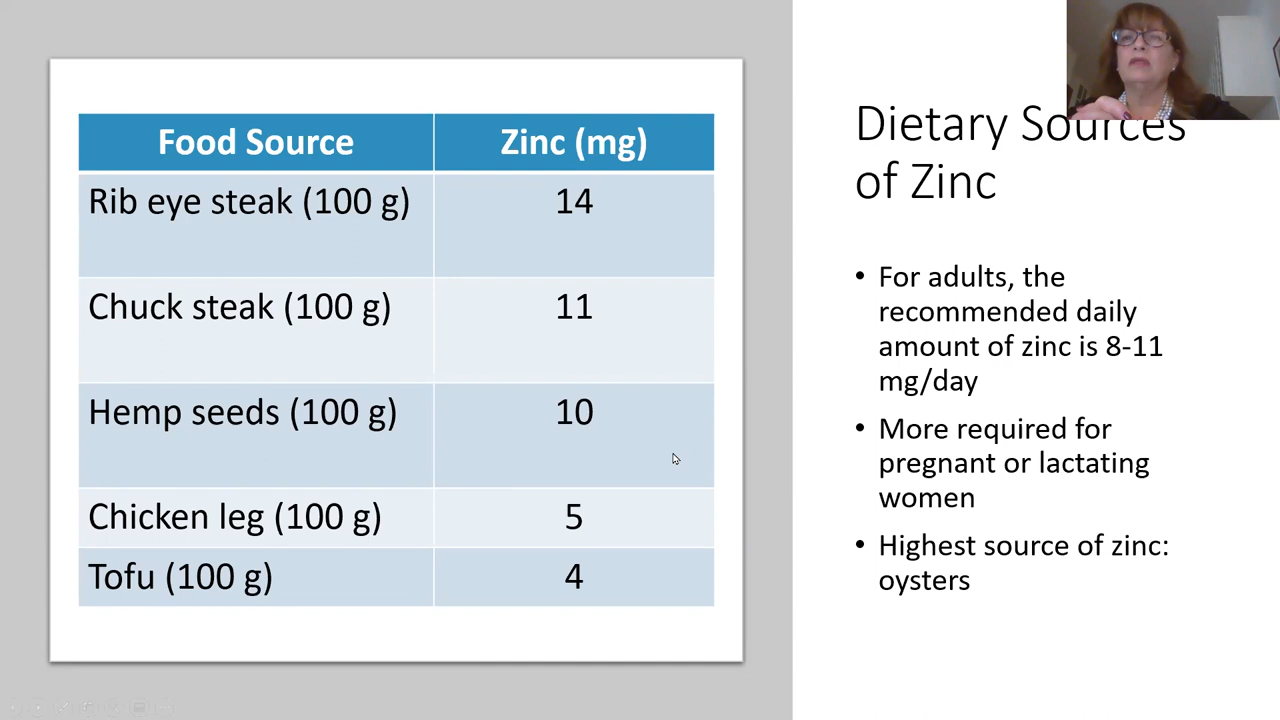 Food Source Zinc (mg)
Rib eye steak (100 g) 14
Chuck steak (100 g) 11
Hemp seeds (100 g) 10
Chicken leg (100 g) 5
Tofu (100 g) 4
Dietary Sources
of Zinc
• For adults, the
recommended daily
amount of zinc is 8-11
mg/day
• More required for
pregnant or lactating
women
• Highest source of zinc:
oysters